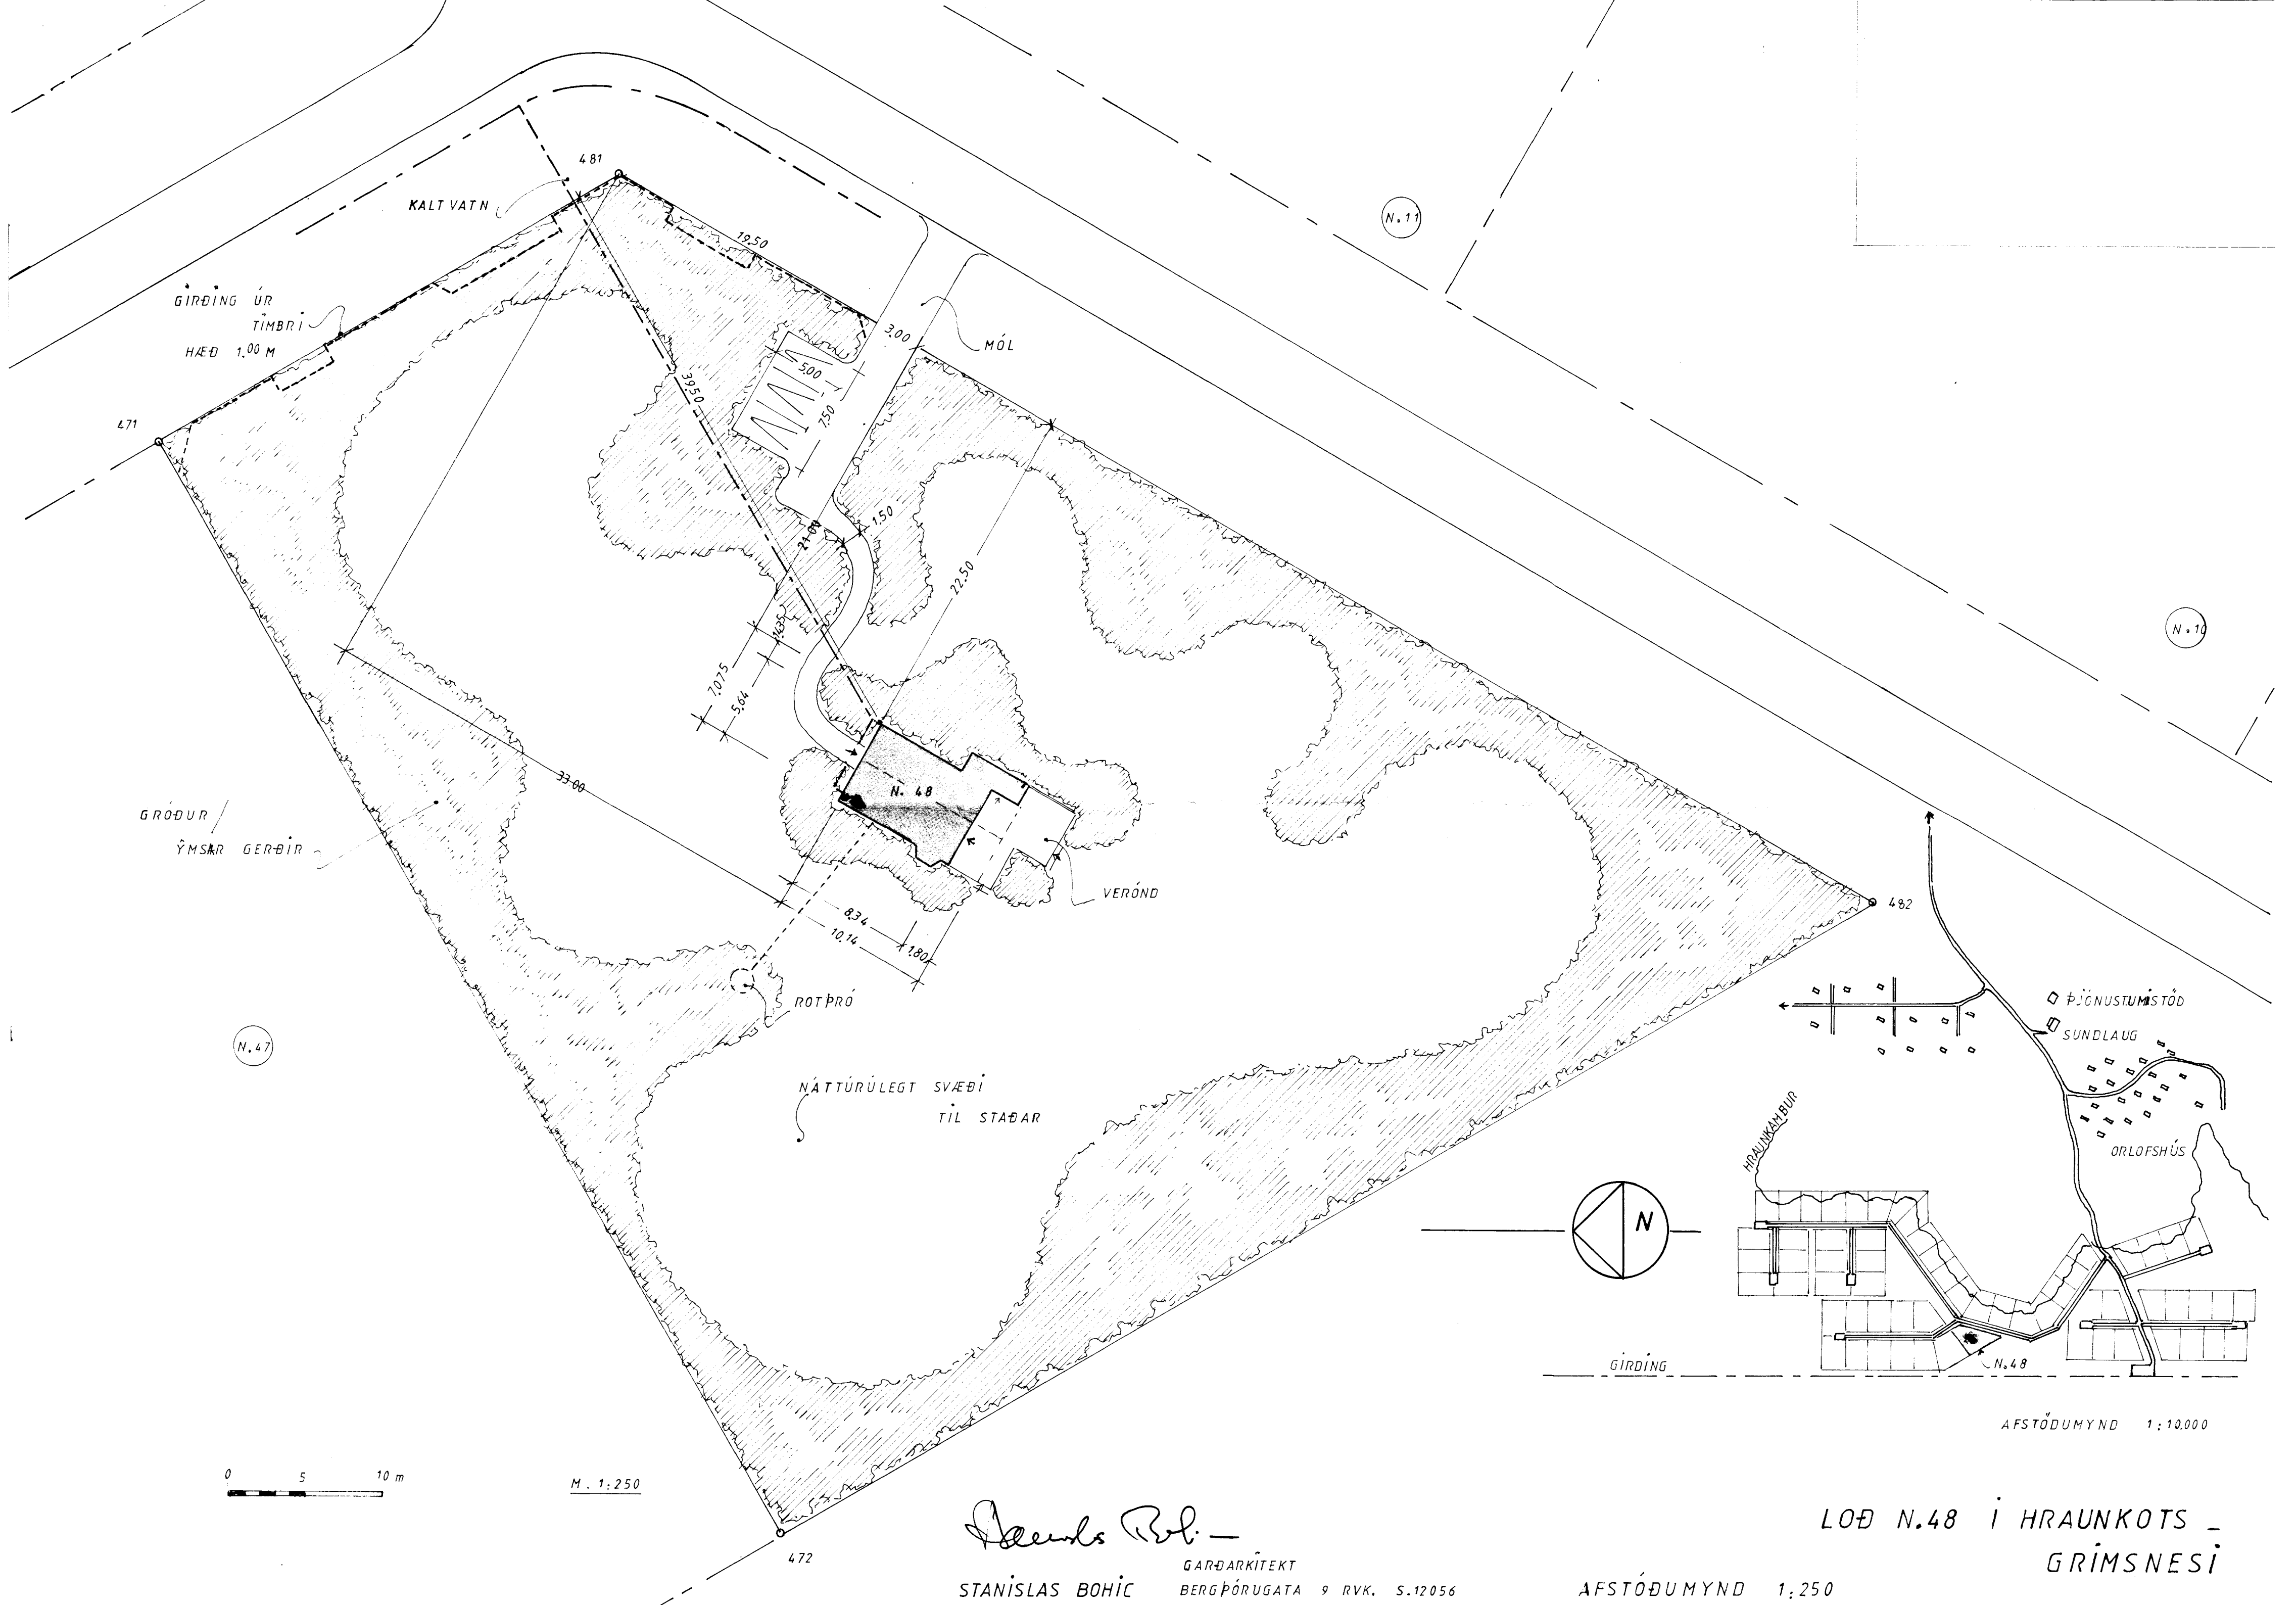 481
KALT VATN
N.11
19,50
GIRÐING ÚR
TIMBRI
HÆÐ 1.00 M
3,00
MÓL
5,00
39,50
7,50
471
1,50
21.00
22,50
N.10
1,435
7,075
5,64
33.00
N. 48
GRÓÐUR /
ÝMSAR GERÐIR
VERÖND
482
8,34
10,14
1,80
ROTÞRÓ
ÞJÓNUSTUMIÐSTÖÐ
SUNDLAUG
N.47
NÁTTÚRULEGT SVÆÐI
TIL STAÐAR
HRAUNKAMBUR
ORLOFSHÚS
N
GIRÐING
N.48
AFSTÖÐUMYND 1:10.000
0 5 10 m
M. 1:250
472
LOÐ N.48 Í HRAUNKOTS _
GRÍMSNESI
GARÐARKITEKT
STANISLAS BOHIC BERGÞÓRUGATA 9 RVK. S.12056
AFSTÖÐUMYND 1:250